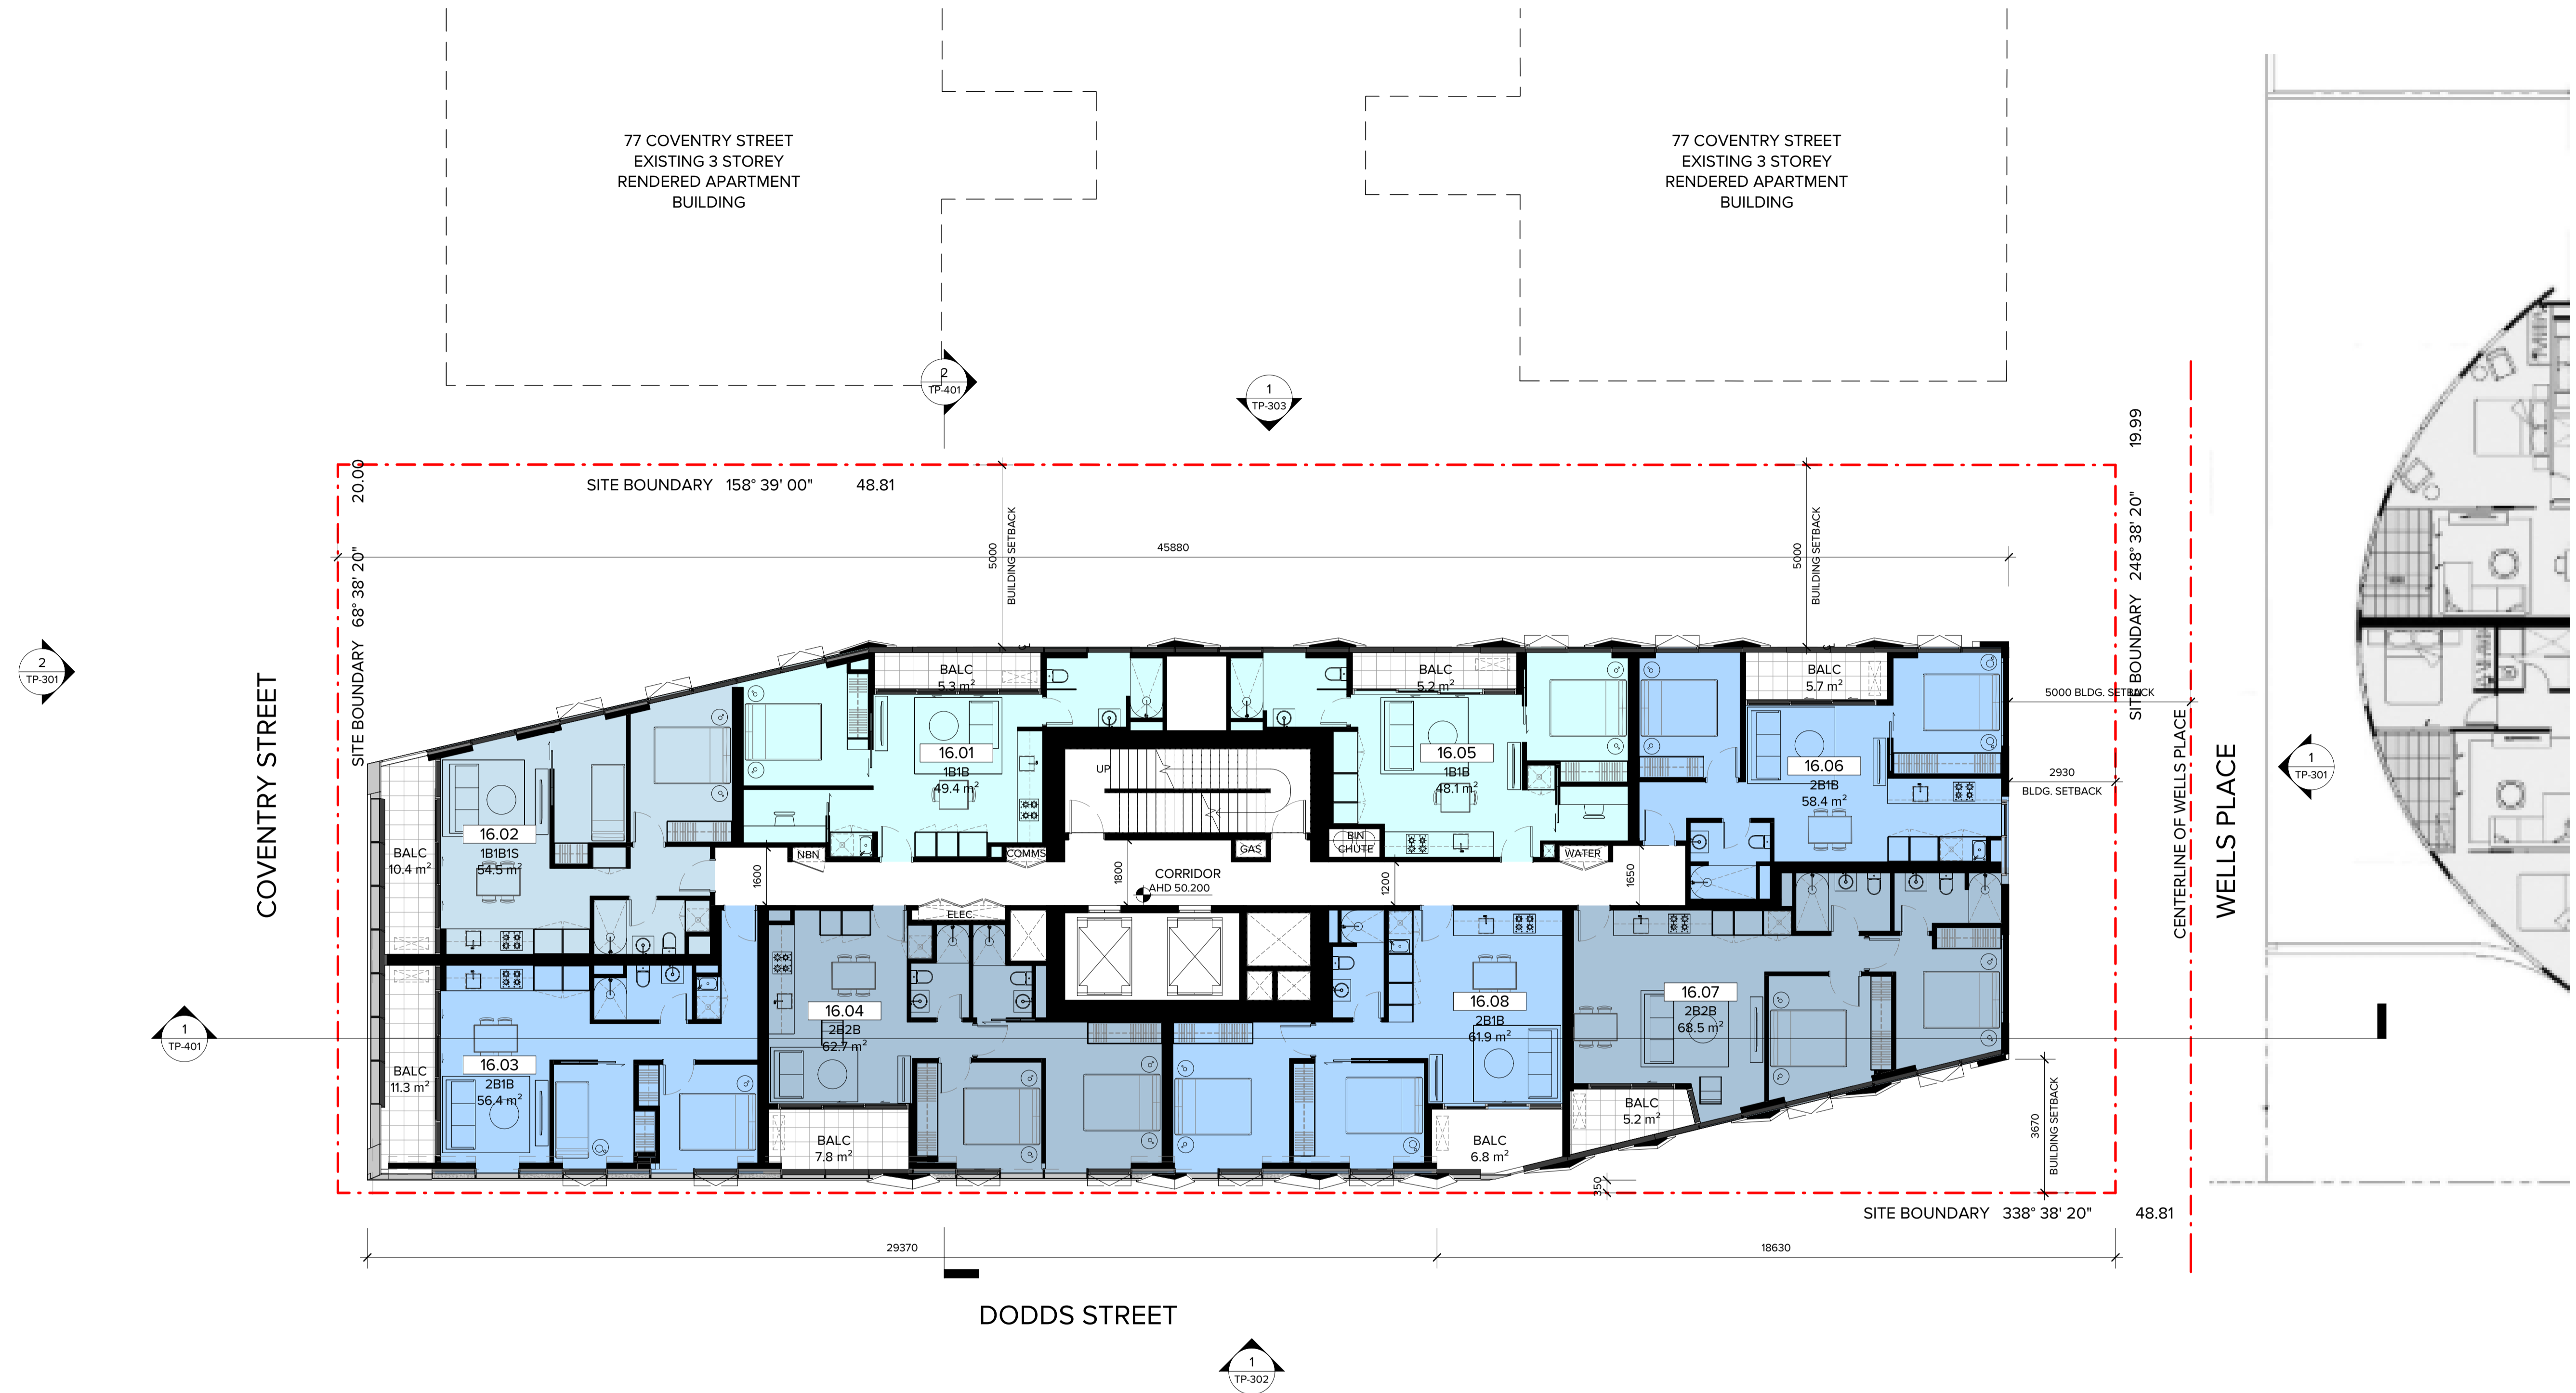 77 COVENTRY STREET
EXISTING 3 STOREY
RENDERED APARTMENT
BUILDING
77 COVENTRY STREET
EXISTING 3 STOREY
RENDERED APARTMENT
BUILDING
2
TP-401
1
TP-303
SITE BOUNDARY 158° 39' 00" 48.81
SITE BOUNDARY 68° 38' 20" 20.00
SITE BOUNDARY 248° 38' 20" 19.99
45880
5000
BUILDING SETBACK
5000
BUILDING SETBACK
2
TP-301
COVENTRY STREET
BALC
5.3 m²
BALC
5.2 m²
BALC
5.7 m²
5000 BLDG. SETBACK
16.01
1B1B
49.4 m²
UP
16.05
1B1B
48.1 m²
16.06
2B1B
58.4 m²
2930
BLDG. SETBACK
CENTERLINE OF WELLS PLACE
WELLS PLACE
1
TP-301
16.02
1B1B1S
54.5 m²
BALC
10.4 m²
NBN
COMMS
GAS
BIN
CHUTE
WATER
1600
1800
CORRIDOR
AHD 50.200
1200
1650
ELEC.
16.04
2B2B
62.7 m²
16.08
2B1B
61.9 m²
16.07
2B2B
68.5 m²
1
TP-401
16.03
2B1B
56.4 m²
BALC
11.3 m²
BALC
7.8 m²
BALC
6.8 m²
BALC
5.2 m²
3670
BUILDING SETBACK
350
SITE BOUNDARY 338° 38' 20" 48.81
29370
18630
DODDS STREET
1
TP-302